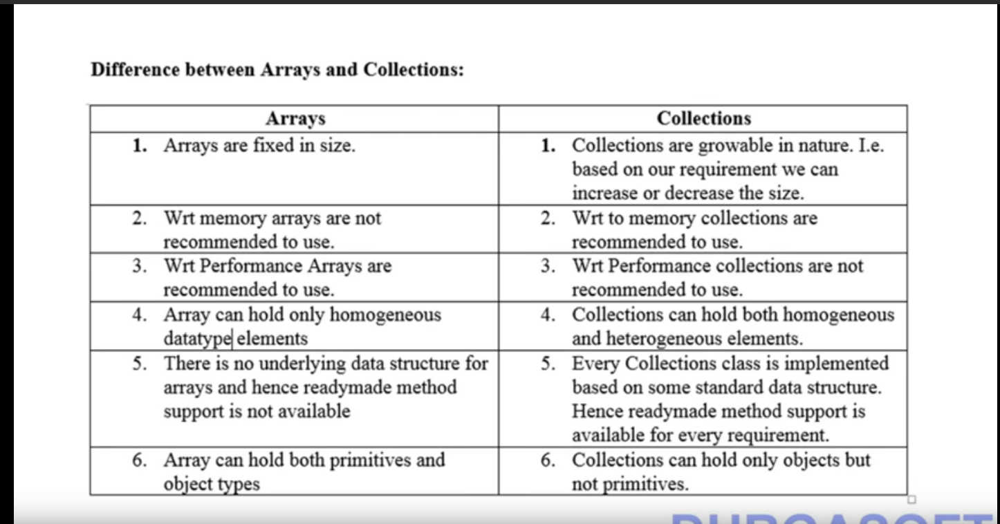 Difference between Arrays and Collections:
Arrays
Collections
1. Arrays are fixed in size.
1. Collections are growable in nature. I.e.
based on our requirement we can
increase or decrease the size.
2. Wrt memory arrays are not
recommended to use.
2. Wrt to memory collections are
recommended to use.
3. Wrt Performance Arrays are
recommended to use.
3. Wrt Performance collections are not
recommended to use.
4. Array can hold only homogeneous
datatype elements
4. Collections can hold both homogeneous
and heterogeneous elements.
5. There is no underlying data structure for
arrays and hence readymade method
support is not available
5. Every Collections class is implemented
based on some standard data structure.
Hence readymade method support is
available for every requirement.
6. Array can hold both primitives and
object types
6. Collections can hold only objects but
not primitives.
DURGASOFT